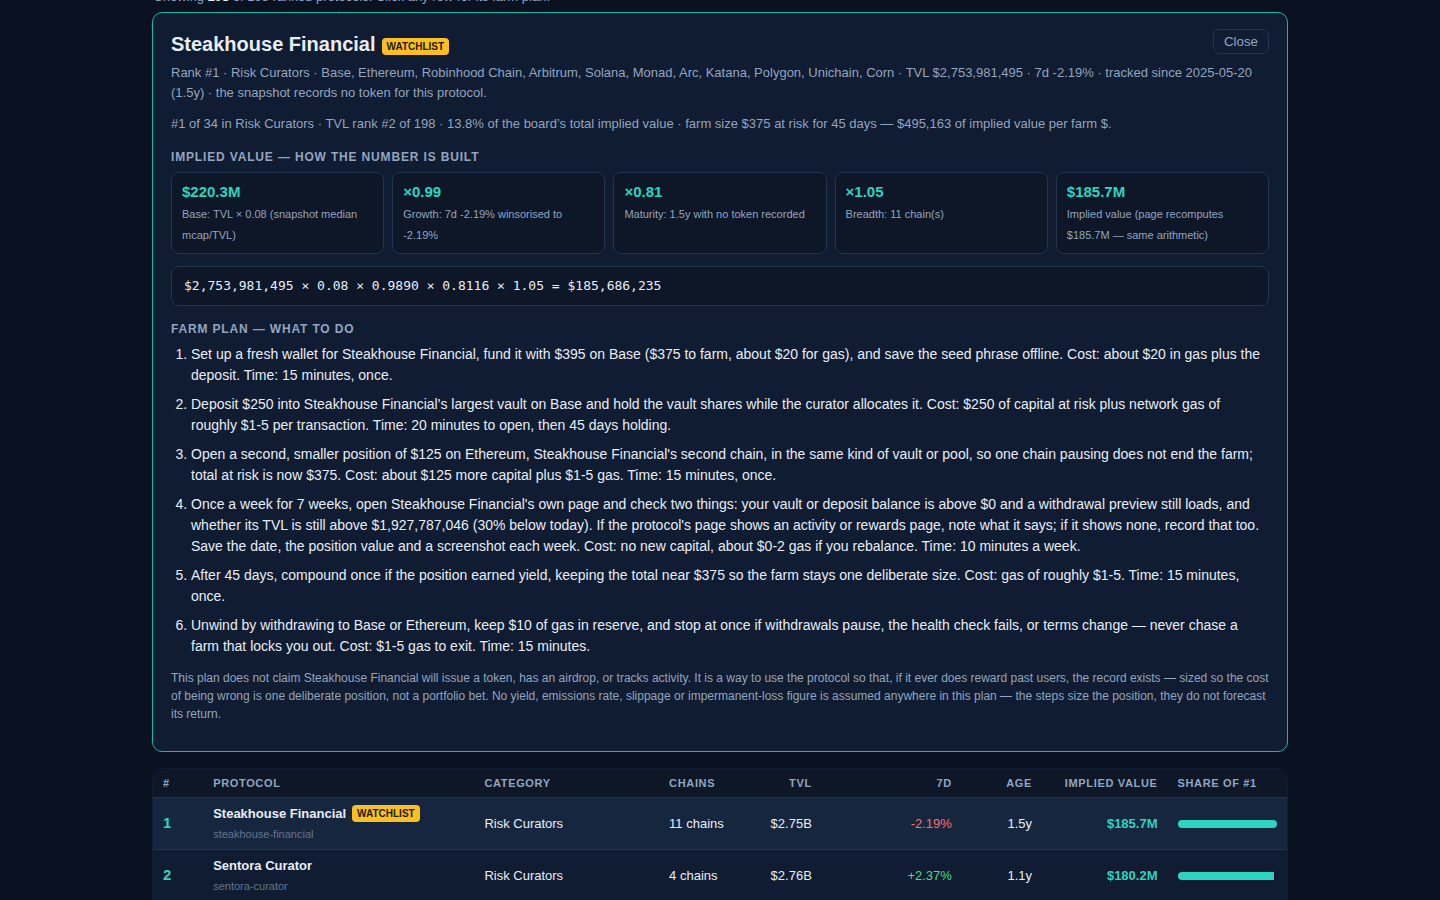 Steakhouse Financial WATCHLIST
Close
Rank #1 · Risk Curators · Base, Ethereum, Robinhood Chain, Arbitrum, Solana, Monad, Arc, Katana, Polygon, Unichain, Corn · TVL $2,753,981,495 · 7d -2.19% · tracked since 2025-05-20
(1.5y) · the snapshot records no token for this protocol.
#1 of 34 in Risk Curators · TVL rank #2 of 198 · 13.8% of the board's total implied value · farm size $375 at risk for 45 days — $495,163 of implied value per farm $.
IMPLIED VALUE — HOW THE NUMBER IS BUILT
$220.3M
Base: TVL × 0.08 (snapshot median
mcap/TVL)
×0.99
Growth: 7d -2.19% winsorised to
-2.19%
×0.81
Maturity: 1.5y with no token recorded
×1.05
Breadth: 11 chain(s)
$185.7M
Implied value (page recomputes
$185.7M — same arithmetic)
$2,753,981,495 × 0.08 × 0.9890 × 0.8116 × 1.05 = $185,686,235
FARM PLAN — WHAT TO DO
1. Set up a fresh wallet for Steakhouse Financial, fund it with $395 on Base ($375 to farm, about $20 for gas), and save the seed phrase offline. Cost: about $20 in gas plus the
deposit. Time: 15 minutes, once.
2. Deposit $250 into Steakhouse Financial's largest vault on Base and hold the vault shares while the curator allocates it. Cost: $250 of capital at risk plus network gas of
roughly $1-5 per transaction. Time: 20 minutes to open, then 45 days holding.
3. Open a second, smaller position of $125 on Ethereum, Steakhouse Financial's second chain, in the same kind of vault or pool, so one chain pausing does not end the farm;
total at risk is now $375. Cost: about $125 more capital plus $1-5 gas. Time: 15 minutes, once.
4. Once a week for 7 weeks, open Steakhouse Financial's own page and check two things: your vault or deposit balance is above $0 and a withdrawal preview still loads, and
whether its TVL is still above $1,927,787,046 (30% below today). If the protocol's page shows an activity or rewards page, note what it says; if it shows none, record that too.
Save the date, the position value and a screenshot each week. Cost: no new capital, about $0-2 gas if you rebalance. Time: 10 minutes a week.
5. After 45 days, compound once if the position earned yield, keeping the total near $375 so the farm stays one deliberate size. Cost: gas of roughly $1-5. Time: 15 minutes,
once.
6. Unwind by withdrawing to Base or Ethereum, keep $10 of gas in reserve, and stop at once if withdrawals pause, the health check fails, or terms change — never chase a
farm that locks you out. Cost: $1-5 gas to exit. Time: 15 minutes.
This plan does not claim Steakhouse Financial will issue a token, has an airdrop, or tracks activity. It is a way to use the protocol so that, if it ever does reward past users, the record exists — sized so the cost
of being wrong is one deliberate position, not a portfolio bet. No yield, emissions rate, slippage or impermanent-loss figure is assumed anywhere in this plan — the steps size the position, they do not forecast
its return.
# PROTOCOL CATEGORY CHAINS TVL 7D AGE IMPLIED VALUE SHARE OF #1
1 Steakhouse Financial WATCHLIST Risk Curators 11 chains $2.75B -2.19% 1.5y $185.7M
steakhouse-financial
2 Sentora Curator Risk Curators 4 chains $2.76B +2.37% 1.1y $180.2M
sentora-curator